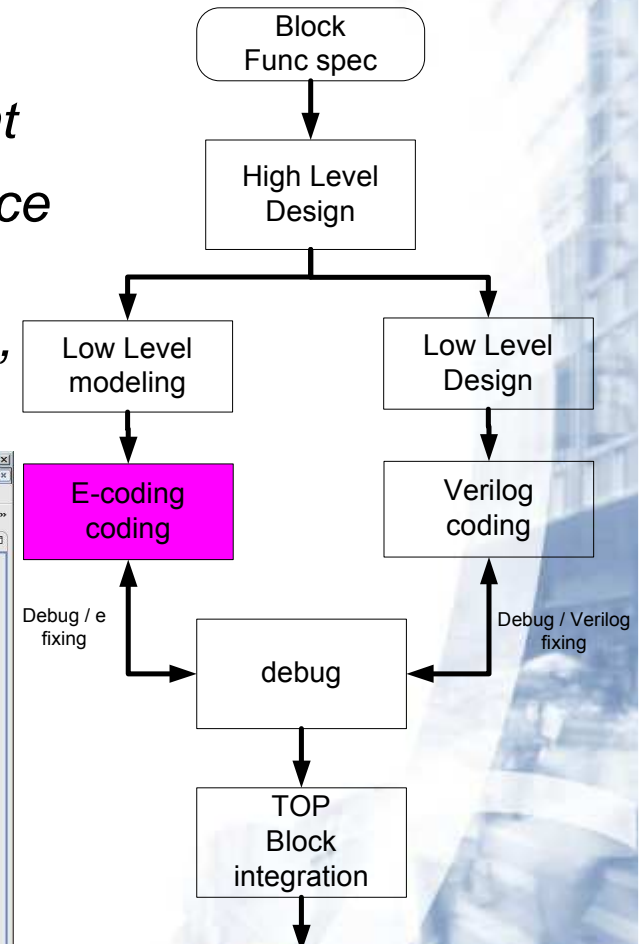 Block
Func spec
High Level
Design
Low Level
modeling
Low Level
Design
E-coding
coding
Verilog
coding
Debug / e
fixing
debug
Debug / Verilog
fixing
TOP
Block
integration